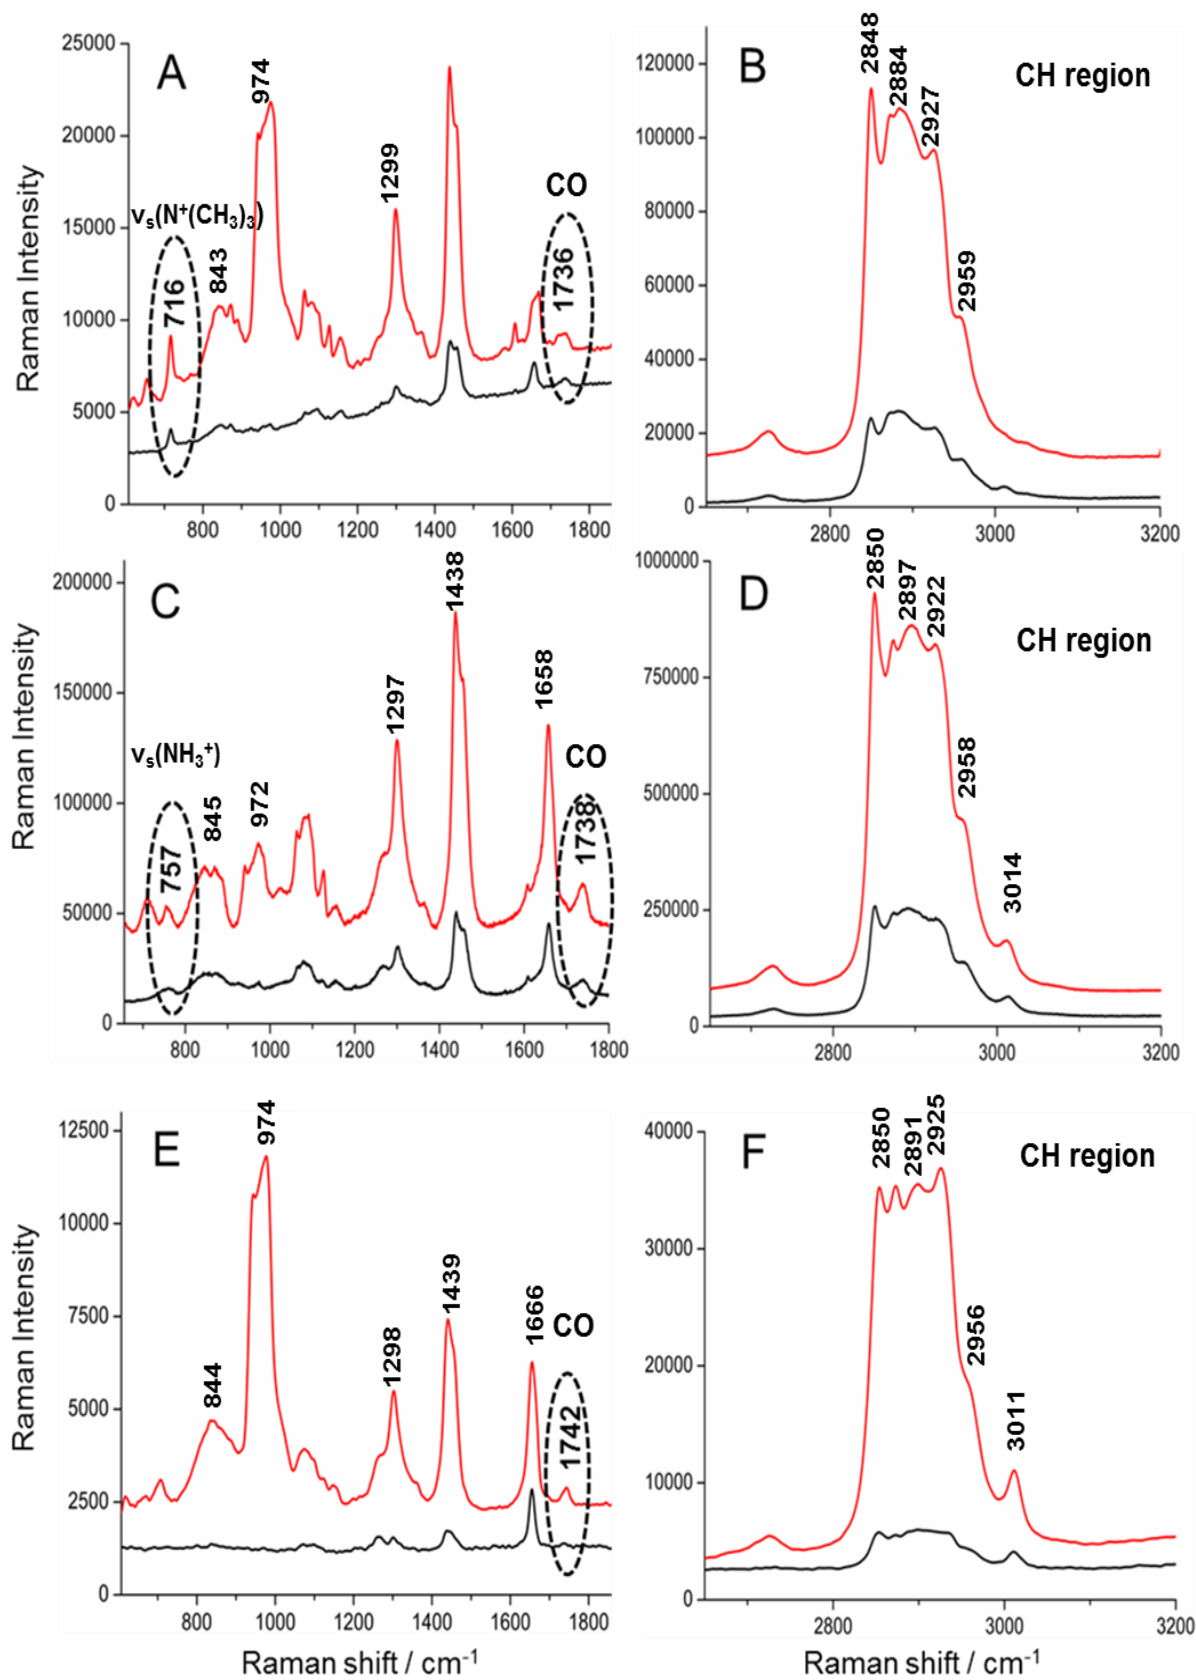 A
25000
20000
15000
10000
5000
0
Raman Intensity
974
1299
CO
νs(N⁺(CH₃)₃)
716
843
1736
800 1000 1200 1400 1600 1800
B
CH region
120000
100000
80000
60000
40000
20000
0
2848
2884
2927
2959
2800 3000 3200
C
200000
150000
100000
50000
0
Raman Intensity
1438
1658
1297
νs(NH₃⁺)
CO
757
845
972
1738
800 1000 1200 1400 1600 1800
D
CH region
1000000
750000
500000
250000
0
2850
2897
2922
2958
3014
2800 3000 3200
E
12500
10000
7500
5000
2500
0
Raman Intensity
974
844
1298
1439
1666
CO
1742
800 1000 1200 1400 1600 1800
Raman shift / cm⁻¹
F
CH region
40000
30000
20000
10000
0
2850
2891
2925
2956
3011
2800 3000 3200
Raman shift / cm⁻¹